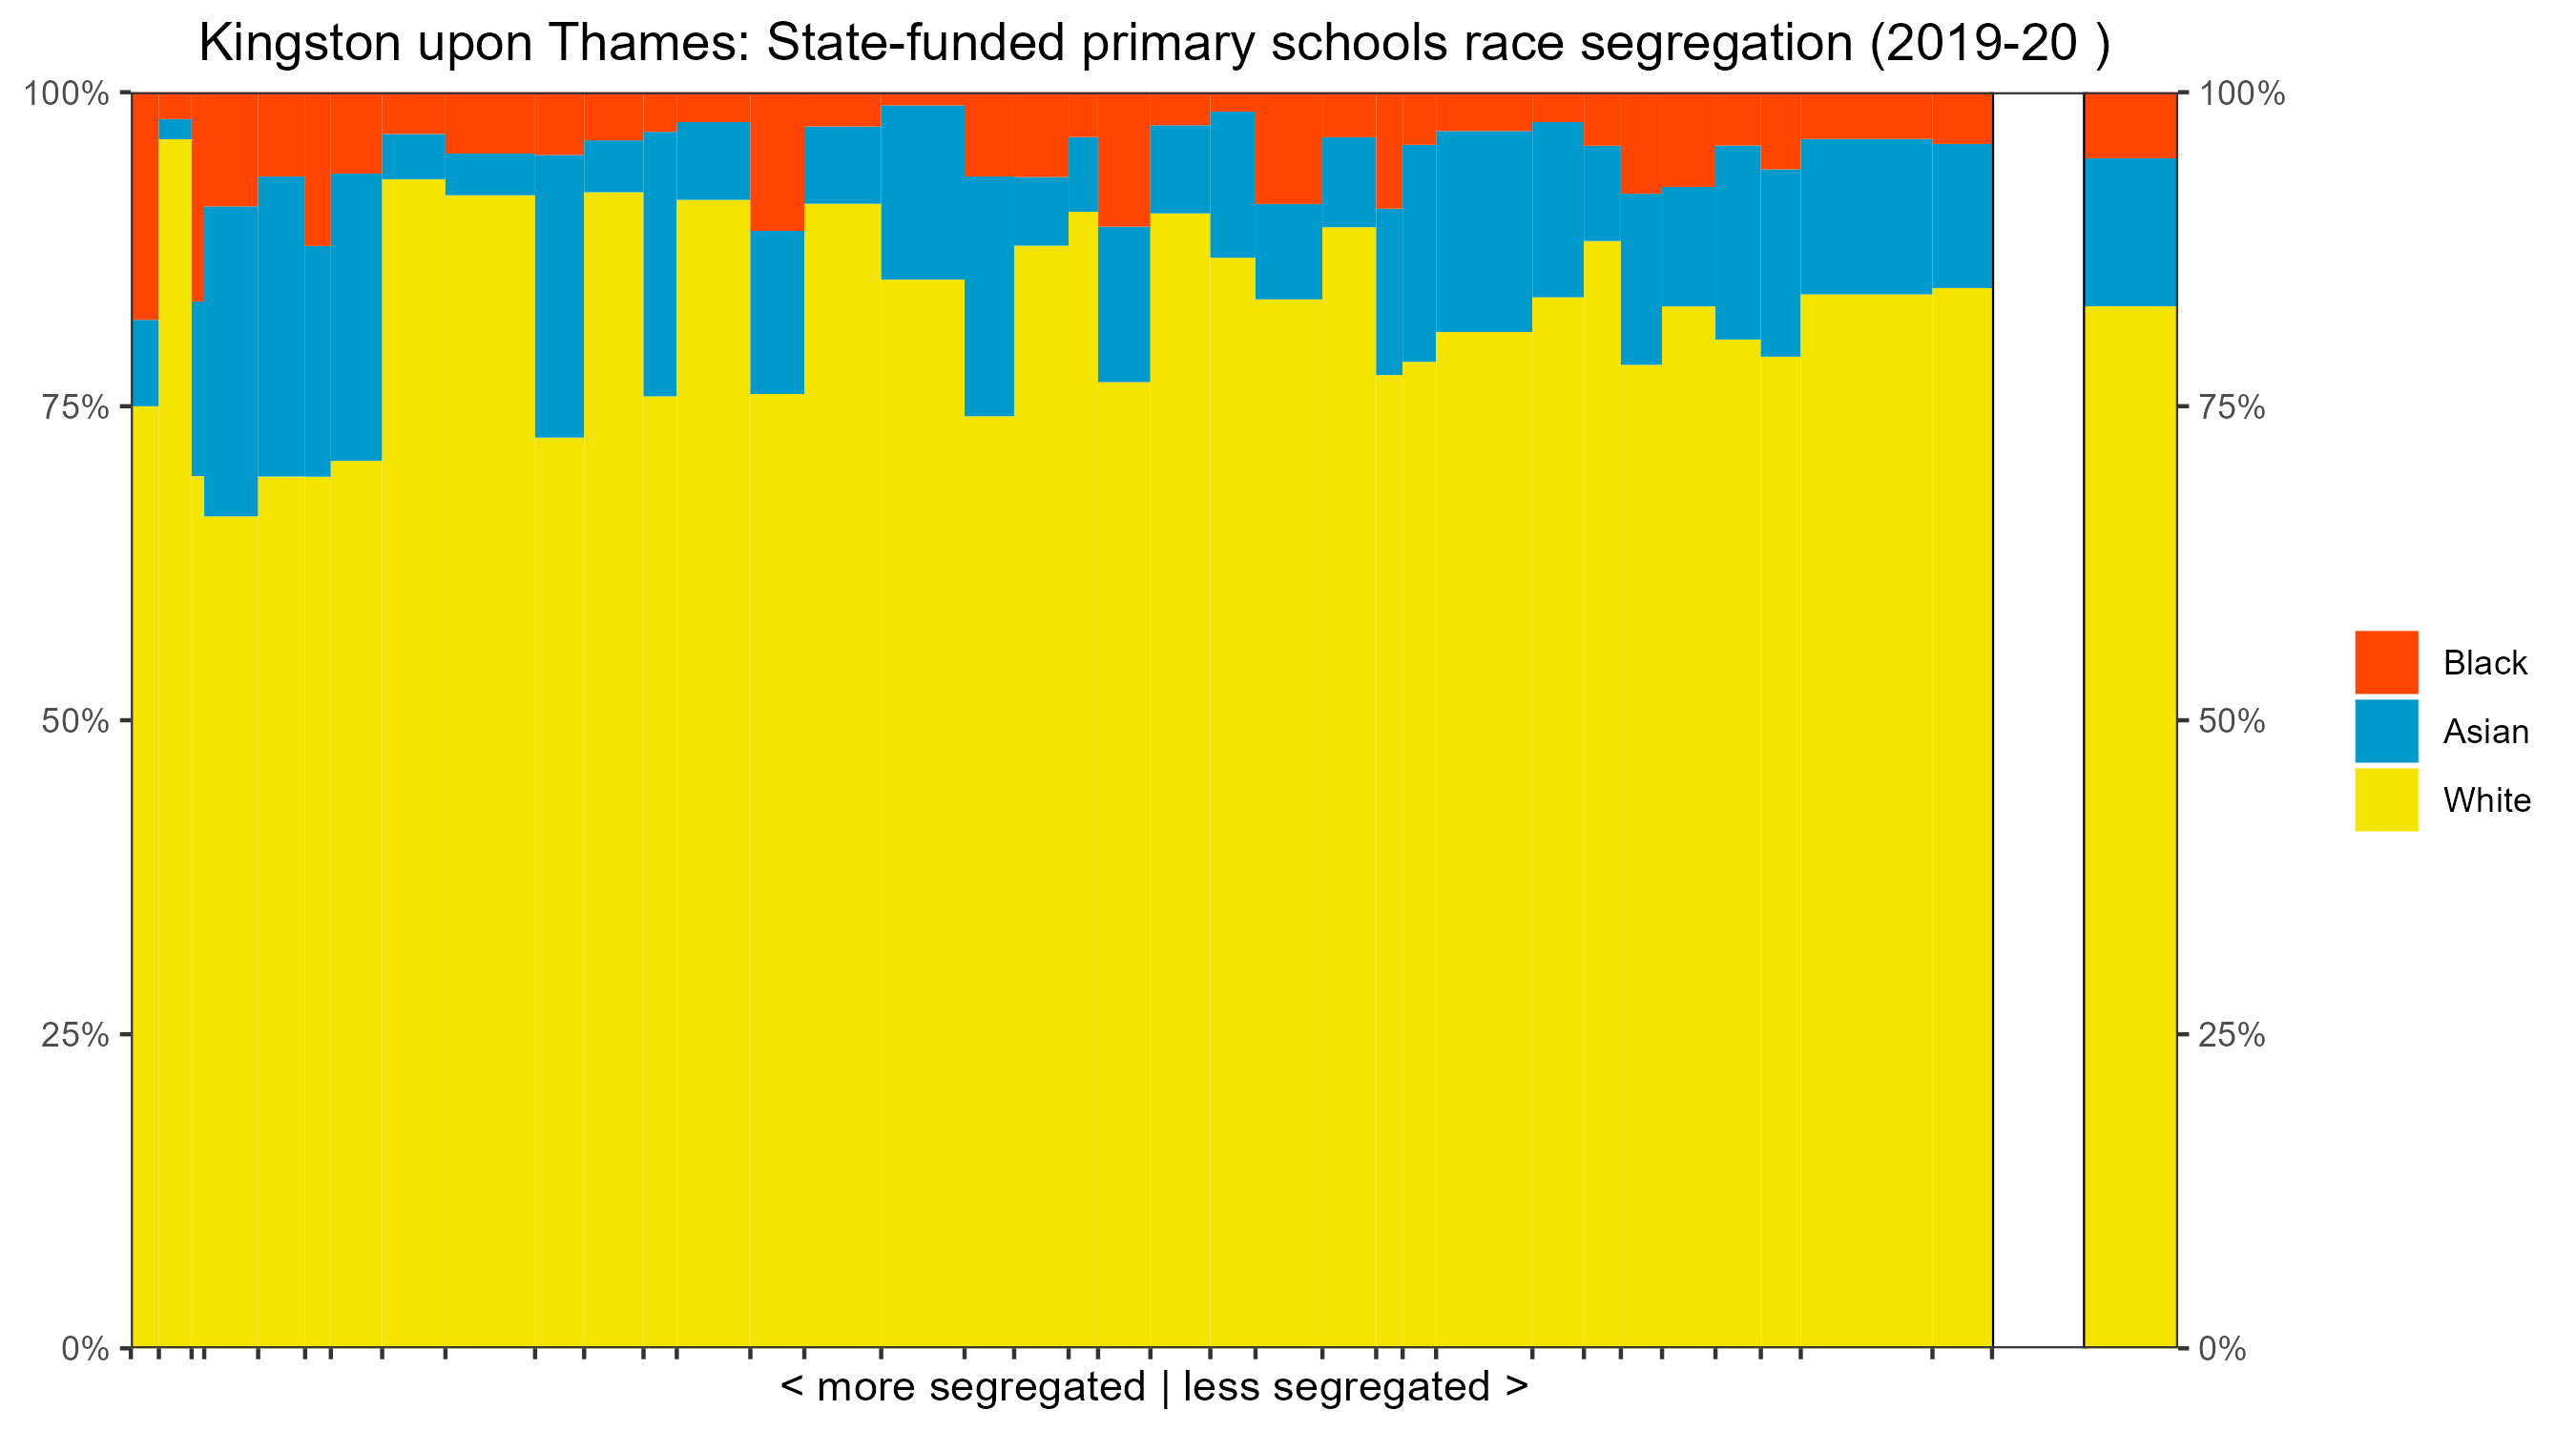 Kingston upon Thames: State-funded primary schools race segregation (2019-20 )
100%
75%
50%
25%
0%
100%
75%
50%
25%
0%
Black
Asian
White
< more segregated | less segregated >